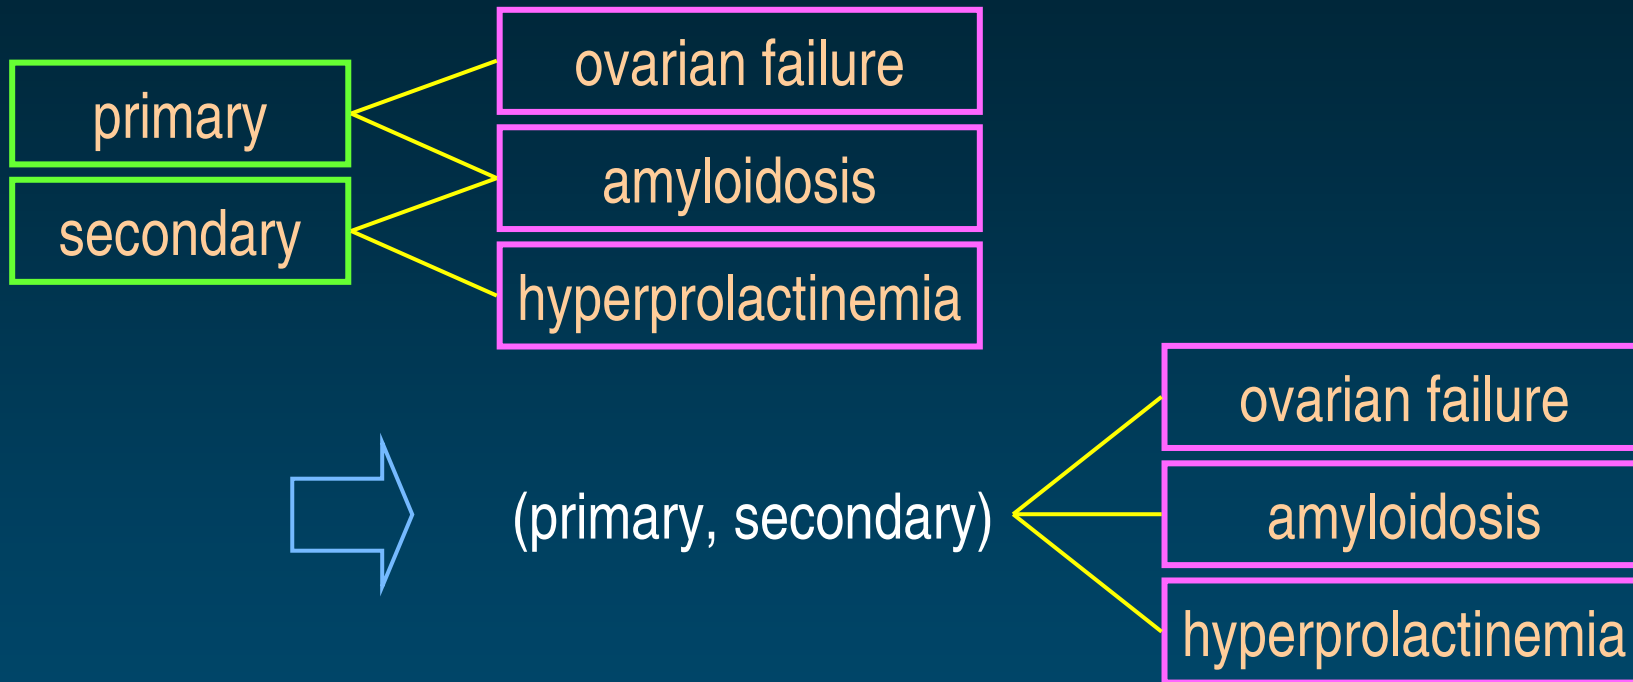 primary
secondary
ovarian failure
amyloidosis
hyperprolactinemia
(primary, secondary)
ovarian failure
amyloidosis
hyperprolactinemia